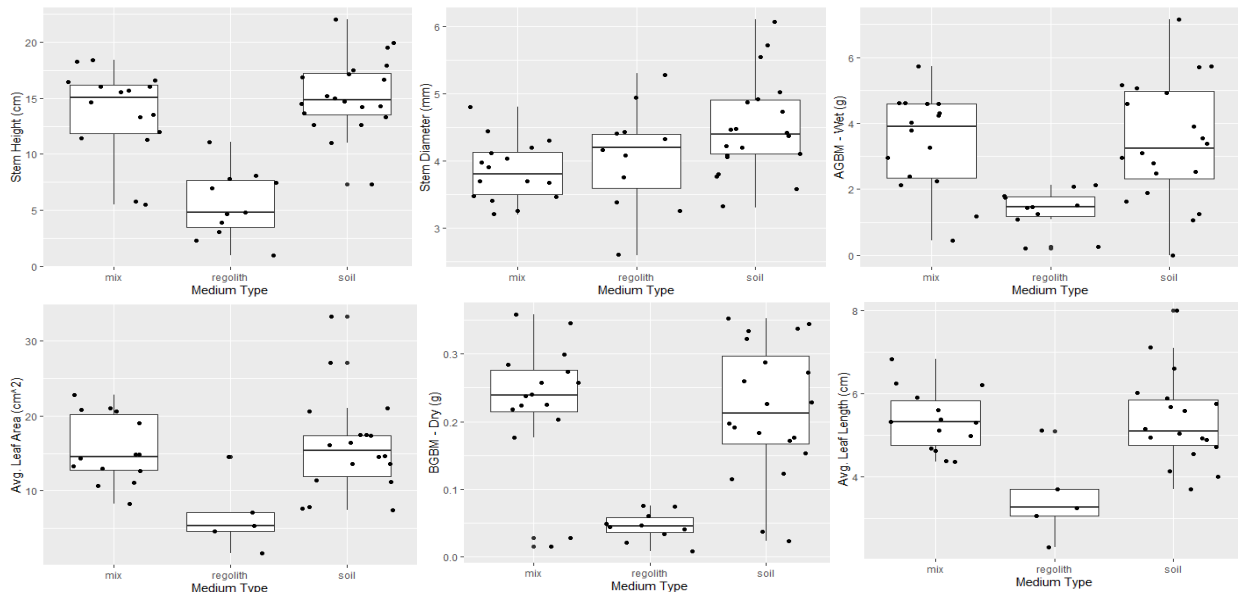 Stem Height (cm)
20
15
10
5
0
mix regolith soil
Medium Type
Stem Diameter (mm)
6
5
4
3
mix regolith soil
Medium Type
AGBM - Wet (g)
6
4
2
0
mix regolith soil
Medium Type
Avg. Leaf Area (cm^2)
30
20
10
mix regolith soil
Medium Type
BGBM - Dry (g)
0.3
0.2
0.1
0.0
mix regolith soil
Medium Type
Avg. Leaf Length (cm)
8
6
4
mix regolith soil
Medium Type